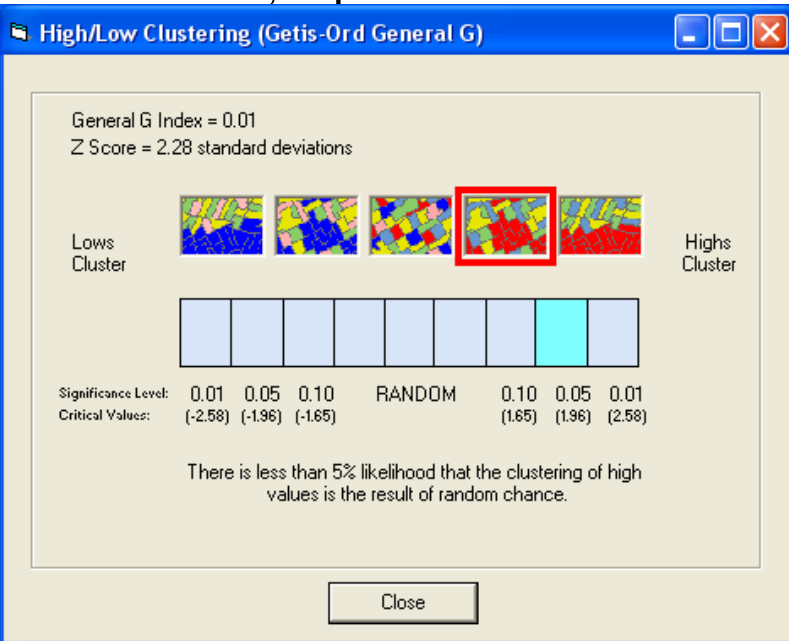 High/Low Clustering (Getis-Ord General G)
General G Index = 0.01
Z Score = 2.28 standard deviations
Lows
Cluster
Highs
Cluster
Significance Level: 0.01 0.05 0.10 RANDOM 0.10 0.05 0.01
Critical Values: (-2.58) (-1.96) (-1.65) (1.65) (1.96) (2.58)
There is less than 5% likelihood that the clustering of high
values is the result of random chance.
Close